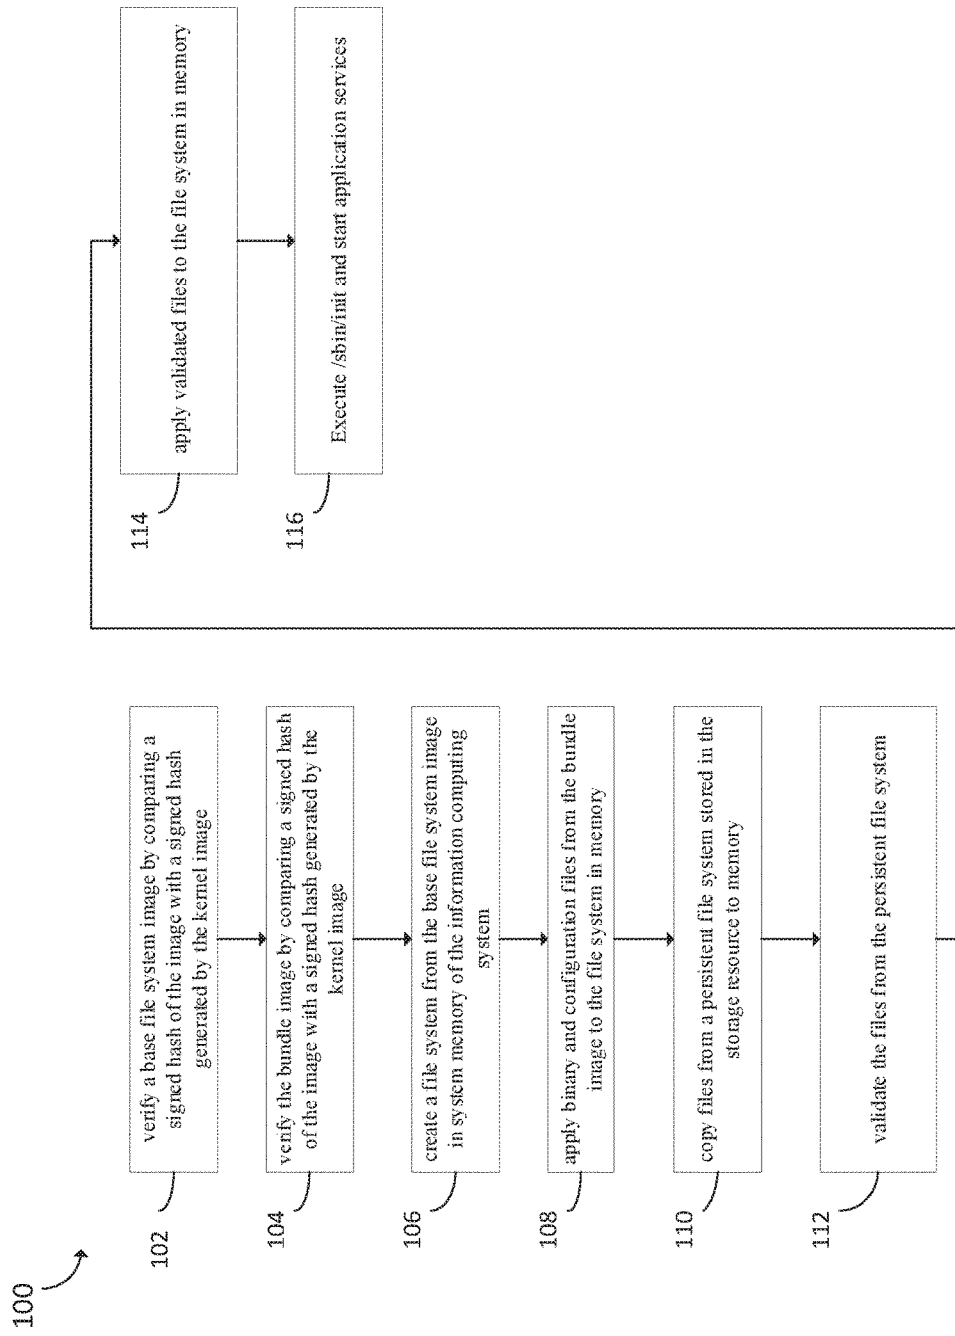 100
102
verify a base file system image by comparing a
signed hash of the image with a signed hash
generated by the kernel image
104
verify the bundle image by comparing a signed hash
of the image with a signed hash generated by the
kernel image
106
create a file system from the base file system image
in system memory of the information computing
system
108
apply binary and configuration files from the bundle
image to the file system in memory
110
copy files from a persistent file system stored in the
storage resource to memory
112
validate the files from the persistent file system
114
apply validated files to the file system in memory
116
Execute /sbin/init and start application services